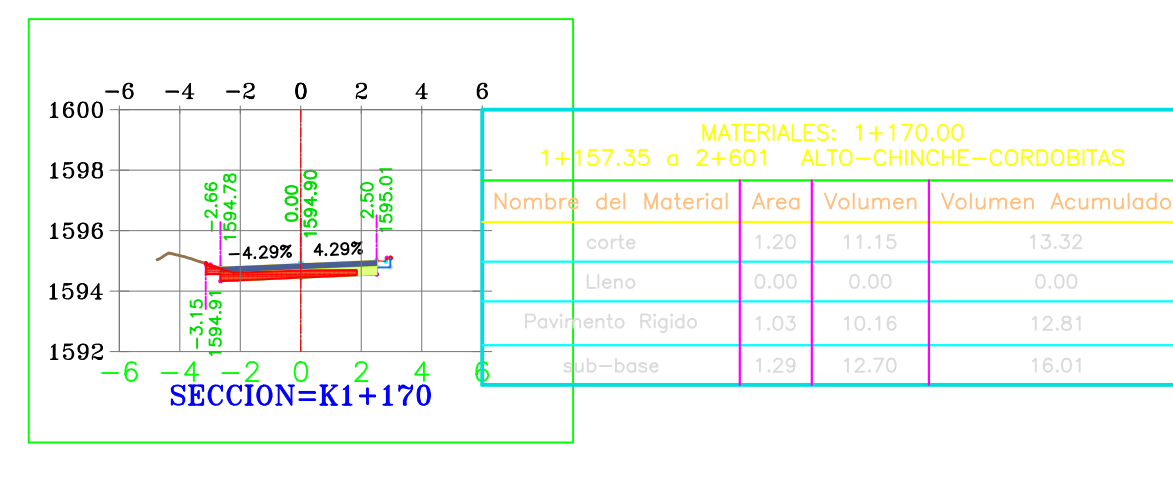 −6 −4 −2 0 2 4 6
1600
1598
1596
1594
1592
−2.66
1594.78
0.00
1594.90
2.50
1595.01
−4.29% 4.29%
−3.15
1594.91
−6 −4 −2 0 2 4 6
SECCION=K1+170
MATERIALES: 1+170.00
1+157.35 a 2+601 ALTO−CHINCHE−CORDOBITAS
Nombre del Material Area Volumen Volumen Acumulado
corte 1.20 11.15 13.32
Lleno 0.00 0.00 0.00
Pavimento Rigido 1.03 10.16 12.81
sub−base 1.29 12.70 16.01